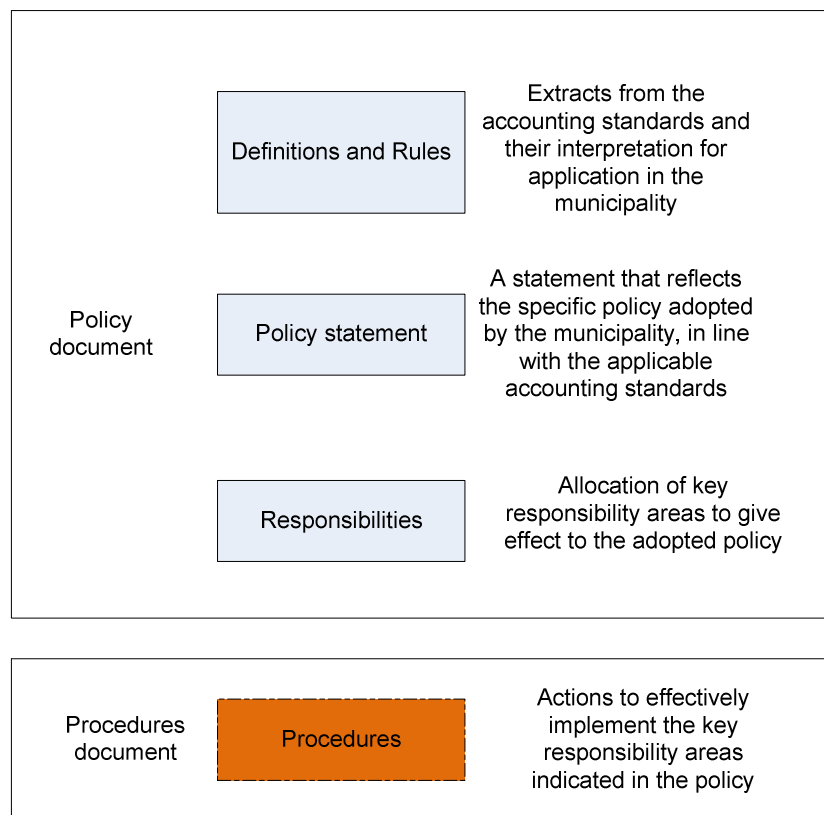 Definitions and Rules
Extracts from the
accounting standards and
their interpretation for
application in the
municipality
Policy
document
Policy statement
A statement that reflects
the specific policy adopted
by the municipality, in line
with the applicable
accounting standards
Responsibilities
Allocation of key
responsibility areas to give
effect to the adopted policy
Procedures
document
Procedures
Actions to effectively
implement the key
responsibility areas
indicated in the policy